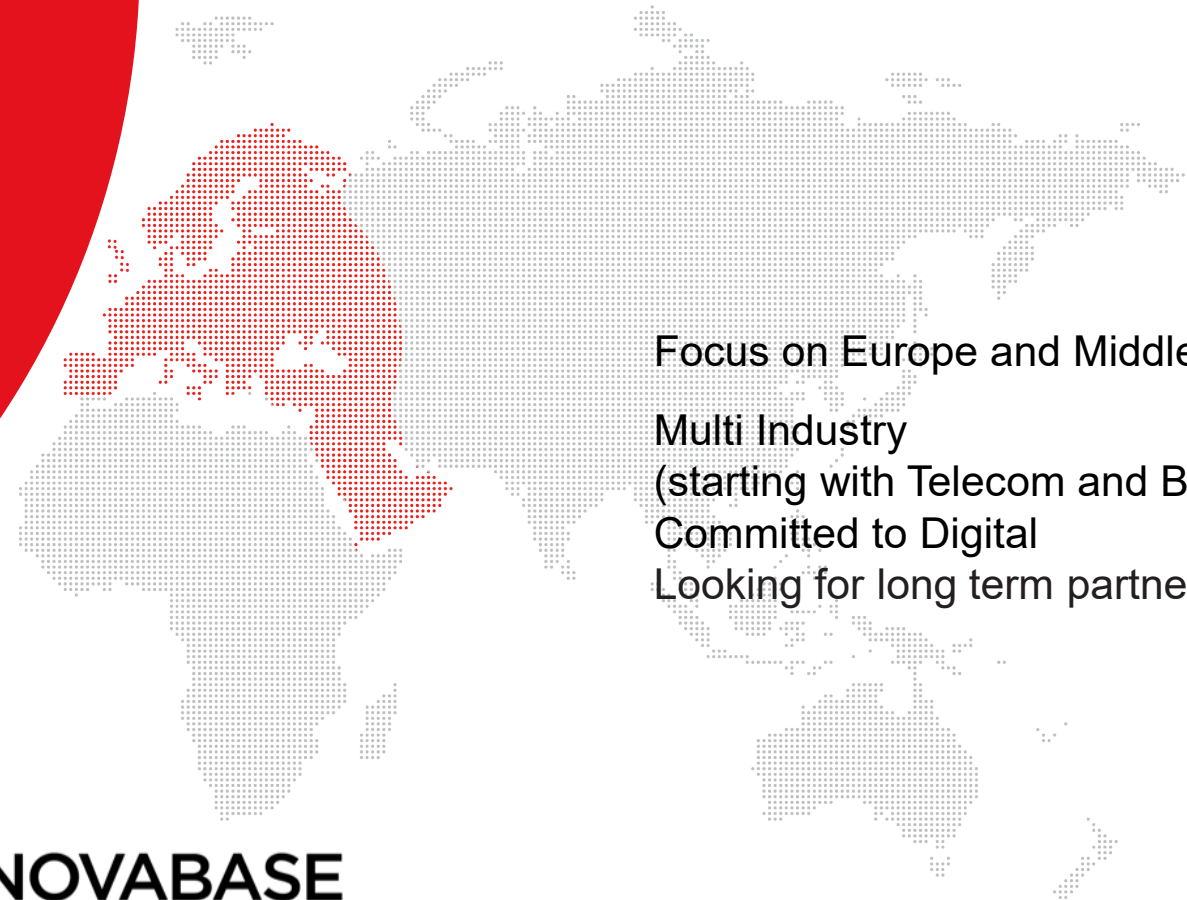 Focus on Europe and Middle
Multi Industry
(starting with Telecom and B
Committed to Digital
Looking for long term partne
NOVABASE